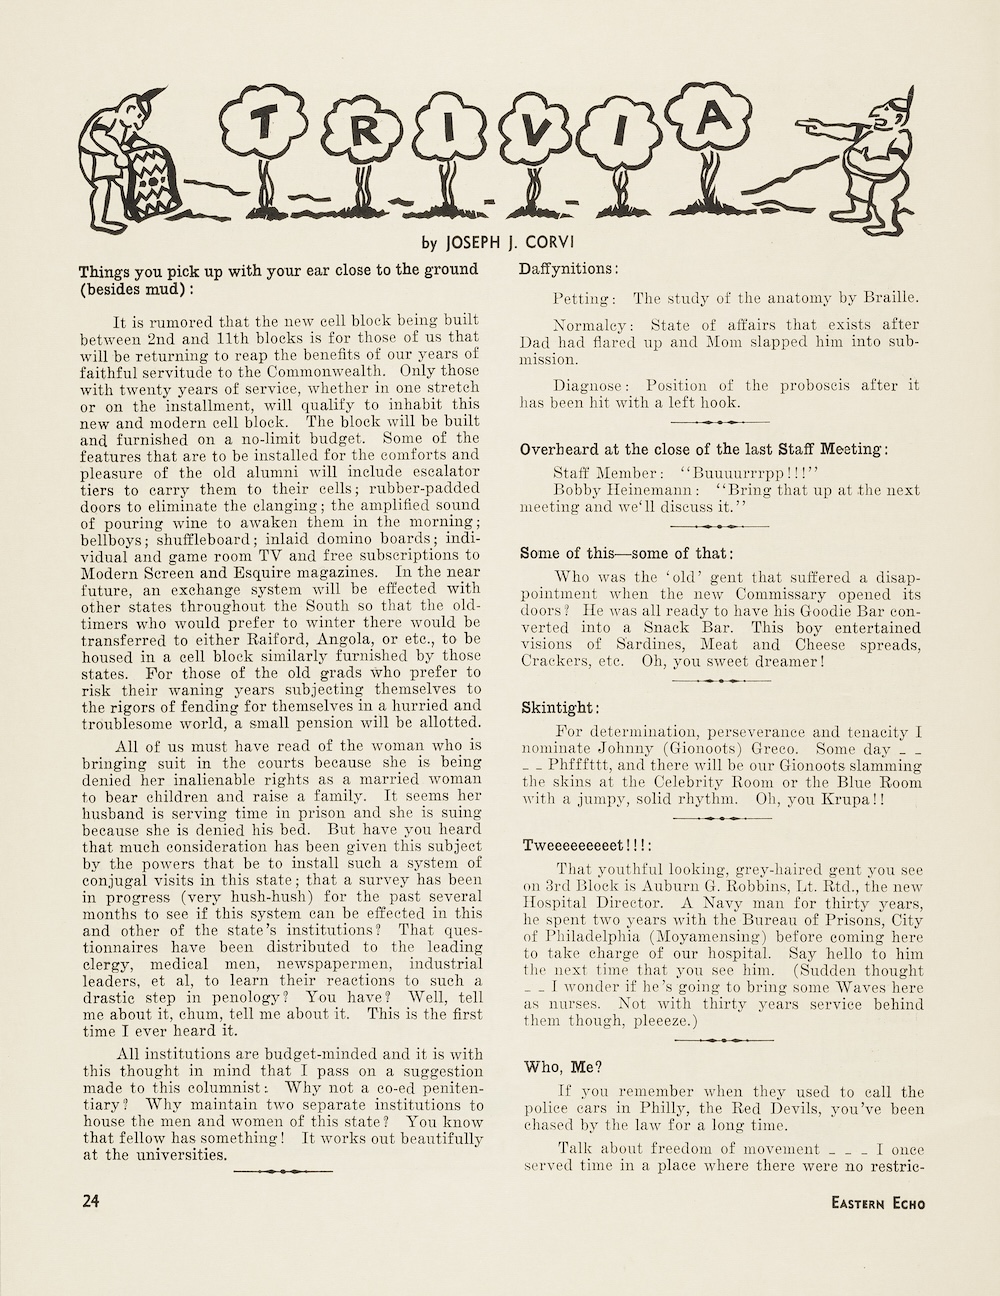 TRIVIA
by JOSEPH J. CORVI
Things you pick up with your ear close to the ground
(besides mud) :
It is rumored that the new cell block being built
between 2nd and 11th blocks is for those of us that
will be returning to reap the benefits of our years of
faithful servitude to the Commonwealth. Only those
with twenty years of service, whether in one stretch
or on the installment, will qualify to inhabit this
new and modern cell block. The block will be built
and furnished on a no-limit budget. Some of the
features that are to be installed for the comforts and
pleasure of the old alumni will include escalator
tiers to carry them to their cells; rubber-padded
doors to eliminate the clanging; the amplified sound
of pouring wine to awaken them in the morning;
bellboys; shuffleboard; inlaid domino boards; indi-
vidual and game room TV and free subscriptions to
Modern Screen and Esquire magazines. In the near
future, an exchange system will be effected with
other states throughout the South so that the old-
timers who would prefer to winter there would be
transferred to either Raiford, Angola, or etc., to be
housed in a cell block similarly furnished by those
states. For those of the old grads who prefer to
risk their waning years subjecting themselves to
the rigors of fending for themselves in a hurried and
troublesome world, a small pension will be allotted.
All of us must have read of the woman who is
bringing suit in the courts because she is being
denied her inalienable rights as a married woman
to bear children and raise a family. It seems her
husband is serving time in prison and she is suing
because she is denied his bed. But have you heard
that much consideration has been given this subject
by the powers that be to install such a system of
conjugal visits in this state; that a survey has been
in progress (very hush-hush) for the past several
months to see if this system can be effected in this
and other of the state's institutions? That ques-
tionnaires have been distributed to the leading
clergy, medical men, newspapermen, industrial
leaders, et al, to learn their reactions to such a
drastic step in penology? You have? Well, tell
me about it, chum, tell me about it. This is the first
time I ever heard it.
All institutions are budget-minded and it is with
this thought in mind that I pass on a suggestion
made to this columnist: Why not a co-ed peniten-
tiary? Why maintain two separate institutions to
house the men and women of this state? You know
that fellow has something! It works out beautifully
at the universities.
Daffynitions :
Petting: The study of the anatomy by Braille.
Normalcy: State of affairs that exists after
Dad had flared up and Mom slapped him into sub-
mission.
Diagnose: Position of the proboscis after it
has been hit with a left hook.
Overheard at the close of the last Staff Meeting:
Staff Member: "Buuuurrrpp!!!"
Bobby Heinemann: "Bring that up at the next
meeting and we'll discuss it."
Some of this—some of that:
Who was the 'old' gent that suffered a disap-
pointment when the new Commissary opened its
doors? He was all ready to have his Goodie Bar con-
verted into a Snack Bar. This boy entertained
visions of Sardines, Meat and Cheese spreads,
Crackers, etc. Oh, you sweet dreamer!
Skintight:
For determination, perseverance and tenacity I
nominate Johnny (Gionoots) Greco. Some day _ _
_ _ Phfffttt, and there will be our Gionoots slamming
the skins at the Celebrity Room or the Blue Room
with a jumpy, solid rhythm. Oh, you Krupa!!
Tweeeeeeeeet!!!:
That youthful looking, grey-haired gent you see
on 3rd Block is Auburn G. Robbins, Lt. Rtd., the new
Hospital Director. A Navy man for thirty years,
he spent two years with the Bureau of Prisons, City
of Philadelphia (Moyamensing) before coming here
to take charge of our hospital. Say hello to him
the next time that you see him. (Sudden thought
_ _ I wonder if he's going to bring some Waves here
as nurses. Not with thirty years service behind
them though, pleeeze.)
Who, Me?
If you remember when they used to call the
police cars in Philly, the Red Devils, you've been
chased by the law for a long time.
Talk about freedom of movement _ _ _ I once
served time in a place where there were no restric-
24
EASTERN ECHO